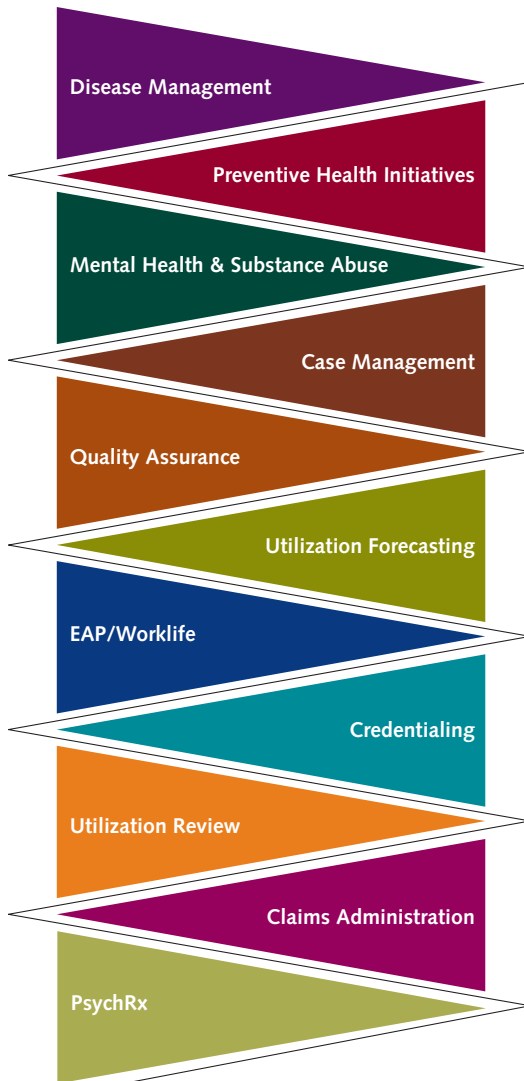 Disease Management
Preventive Health Initiatives
Mental Health & Substance Abuse
Case Management
Quality Assurance
Utilization Forecasting
EAP/Worklife
Credentialing
Utilization Review
Claims Administration
PsychRx